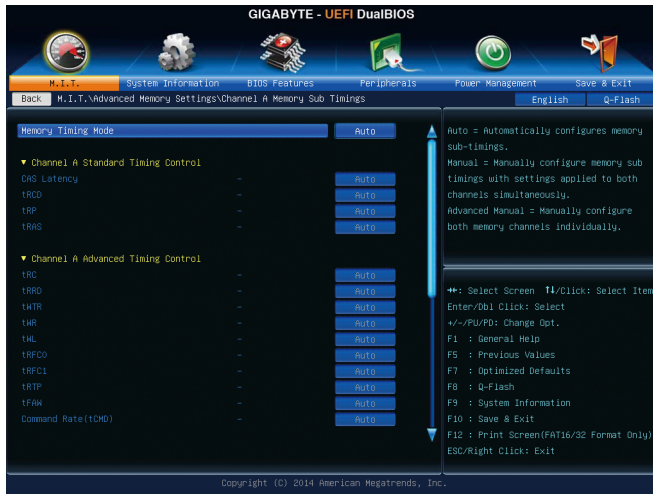 GIGABYTE - UEFI DualBIOS
M.I.T. System Information BIOS Features Peripherals Power Management Save & Exit
Back M.I.T.\Advanced Memory Settings\Channel A Memory Sub Timings English Q-Flash
Memory Timing Mode Auto
▼ Channel A Standard Timing Control
CAS Latency - Auto
tRCD - Auto
tRP - Auto
tRAS - Auto
▼ Channel A Advanced Timing Control
tRC - Auto
tRRD - Auto
tWTR - Auto
tWR - Auto
tWL - Auto
tRFC0 - Auto
tRFC1 - Auto
tRTP - Auto
tFAW - Auto
Command Rate(tCMD) - Auto
Auto = Automatically configures memory
sub-timings.
Manual = Manually configure memory sub
timings with settings applied to both
channels simultaneously.
Advanced Manual = Manually configure
both memory channels individually.
→←: Select Screen ↑↓/Click: Select Item
Enter/Dbl Click: Select
+/-/PU/PD: Change Opt.
F1 : General Help
F5 : Previous Values
F7 : Optimized Defaults
F8 : Q-Flash
F9 : System Information
F10 : Save & Exit
F12 : Print Screen(FAT16/32 Format Only)
ESC/Right Click: Exit
Copyright (C) 2014 American Megatrends, Inc.